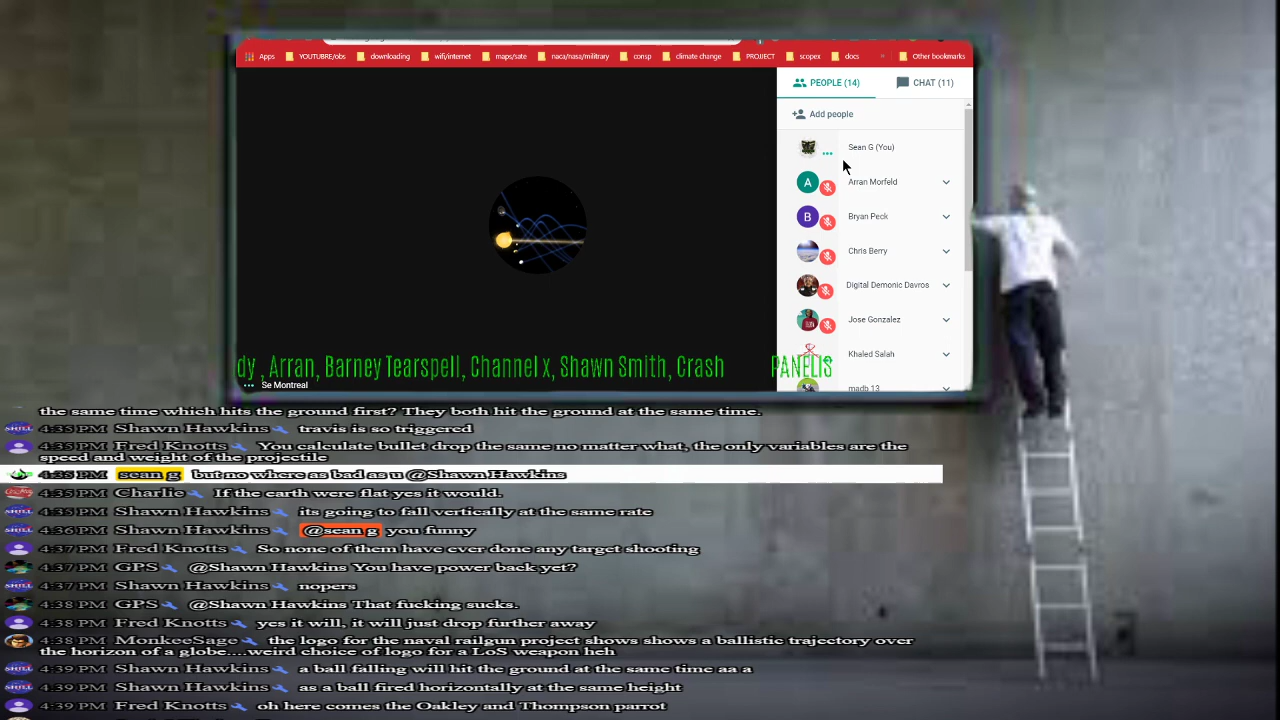 Apps YOUTUBRE/obs downloading wifi/internet maps/sate naca/nasa/militrary consp climate change PROJECT scopex docs Other bookmarks
PEOPLE (14) CHAT (11)
Add people
Sean G (You)
A Arran Morfeld
B Bryan Peck
Chris Berry
Digital Demonic Davros
Jose Gonzalez
Khaled Salah
madb 13
dy , Arran, Barney Tearspell, Channel x, Shawn Smith, Crash PANELIS
Se Montreal
the same time which hits the ground first? They both hit the ground at the same time.
4:35 PM Shawn Hawkins travis is so triggered
4:35 PM Fred Knotts You calculate bullet drop the same no matter what, the only variables are the
speed and weight of the projectile
4:35 PM sean g but no where as bad as u @Shawn Hawkins
4:35 PM Charlie If the earth were flat yes it would.
4:35 PM Shawn Hawkins its going to fall vertically at the same rate
4:36 PM Shawn Hawkins @sean g you funny
4:37 PM Fred Knotts So none of them have ever done any target shooting
4:37 PM GPS @Shawn Hawkins You have power back yet?
4:37 PM Shawn Hawkins nopers
4:38 PM GPS @Shawn Hawkins That fucking sucks.
4:38 PM Fred Knotts yes it will, it will just drop further away
4:38 PM MonkeeSage the logo for the naval railgun project shows shows a ballistic trajectory over
the horizon of a globe....weird choice of logo for a LoS weapon heh
4:39 PM Shawn Hawkins a ball falling will hit the ground at the same time aa a
4:39 PM Shawn Hawkins as a ball fired horizontally at the same height
4:39 PM Fred Knotts oh here comes the Oakley and Thompson parrot